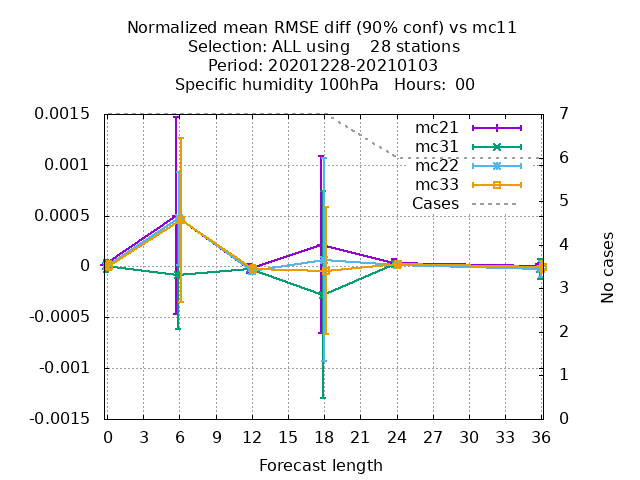 Normalized mean RMSE diff (90% conf) vs mc11
Selection: ALL using    28 stations
Period: 20201228-20210103
Specific humidity 100hPa   Hours:  00
0.0015
0.001
0.0005
0
-0.0005
-0.001
-0.0015
7
6
5
4
3
2
1
0
No cases
mc21
mc31
mc22
mc33
Cases
0 3 6 9 12 15 18 21 24 27 30 33 36
Forecast length